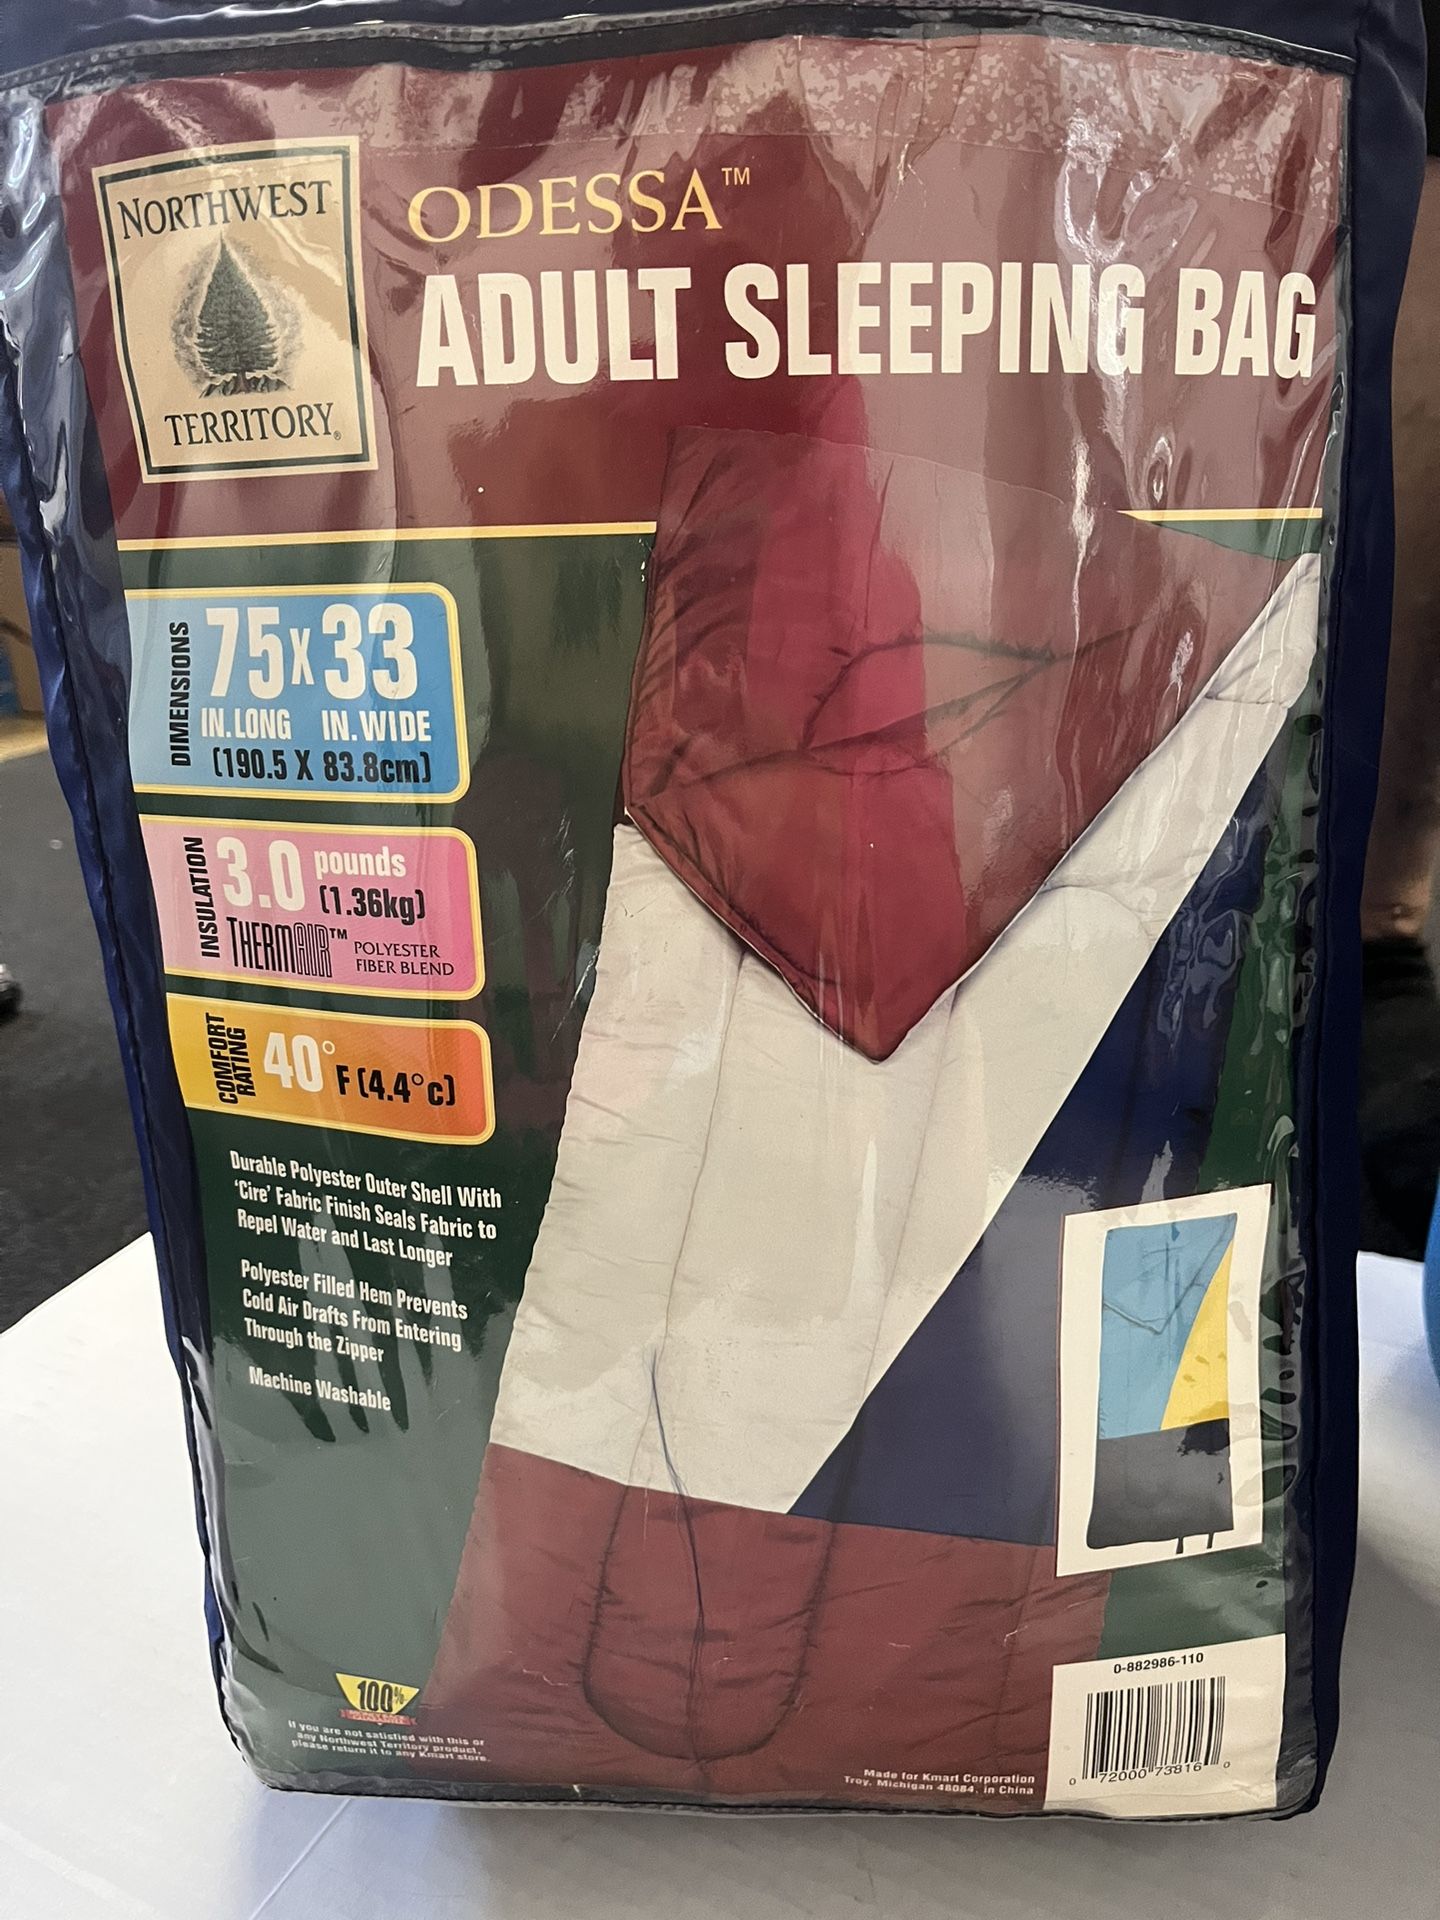 NORTHWEST
TERRITORY®
ODESSA™
ADULT SLEEPING BAG
DIMENSIONS
75 X 33
IN. LONG IN. WIDE
(190.5 X 83.8cm)
INSULATION
3.0 pounds
(1.36kg)
THERMAIR™ POLYESTER
FIBER BLEND
COMFORT
RATING
40° F (4.4°c)
Durable Polyester Outer Shell With
'Cire' Fabric Finish Seals Fabric to
Repel Water and Last Longer
Polyester Filled Hem Prevents
Cold Air Drafts From Entering
Through the Zipper
Machine Washable
100%
If you are not satisfied with this or
any Northwest Territory product,
please return it to any Kmart store.
Made for Kmart Corporation
Troy, Michigan 48084, in China
0-882986-110
0 72000 73816 0